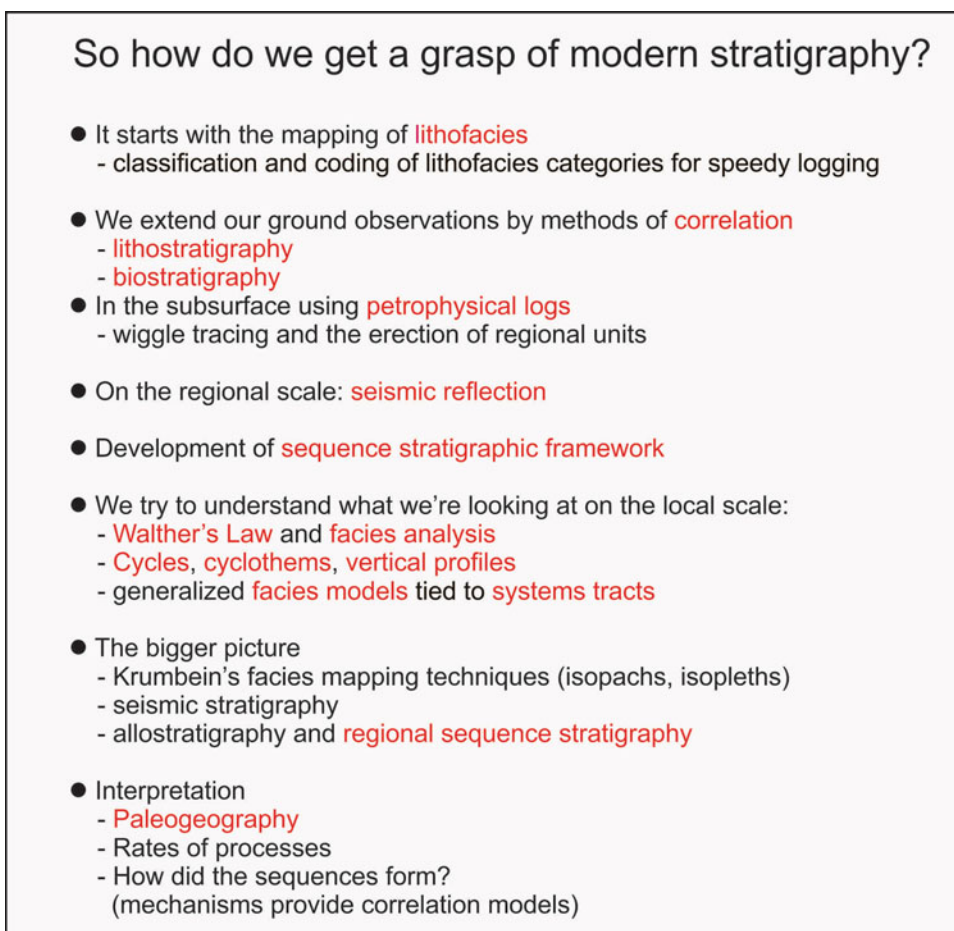 So how do we get a grasp of modern stratigraphy?
● It starts with the mapping of lithofacies
- classification and coding of lithofacies categories for speedy logging
● We extend our ground observations by methods of correlation
- lithostratigraphy
- biostratigraphy
● In the subsurface using petrophysical logs
- wiggle tracing and the erection of regional units
● On the regional scale: seismic reflection
● Development of sequence stratigraphic framework
● We try to understand what we're looking at on the local scale:
- Walther's Law and facies analysis
- Cycles, cyclothems, vertical profiles
- generalized facies models tied to systems tracts
● The bigger picture
- Krumbein's facies mapping techniques (isopachs, isopleths)
- seismic stratigraphy
- allostratigraphy and regional sequence stratigraphy
● Interpretation
- Paleogeography
- Rates of processes
- How did the sequences form?
(mechanisms provide correlation models)